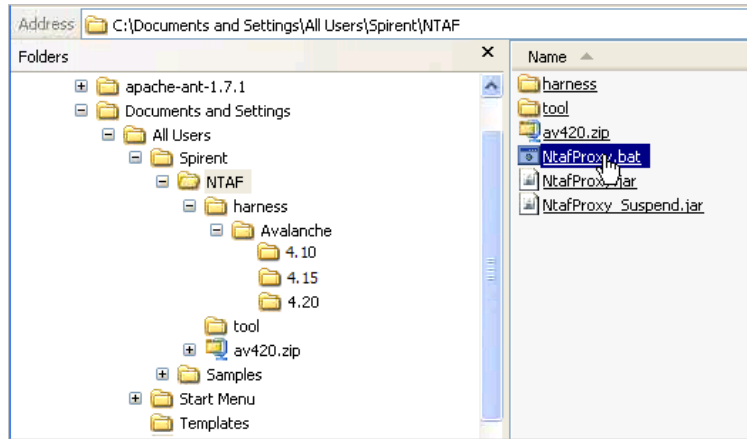 Address C:\Documents and Settings\All Users\Spirent\NTAF
Folders
×
apache-ant-1.7.1
Documents and Settings
All Users
Spirent
NTAF
harness
Avalanche
4.10
4.15
4.20
tool
av420.zip
Samples
Start Menu
Templates
Name
harness
tool
av420.zip
NtafProxy.bat
NtafProxy.jar
NtafProxy_Suspend.jar